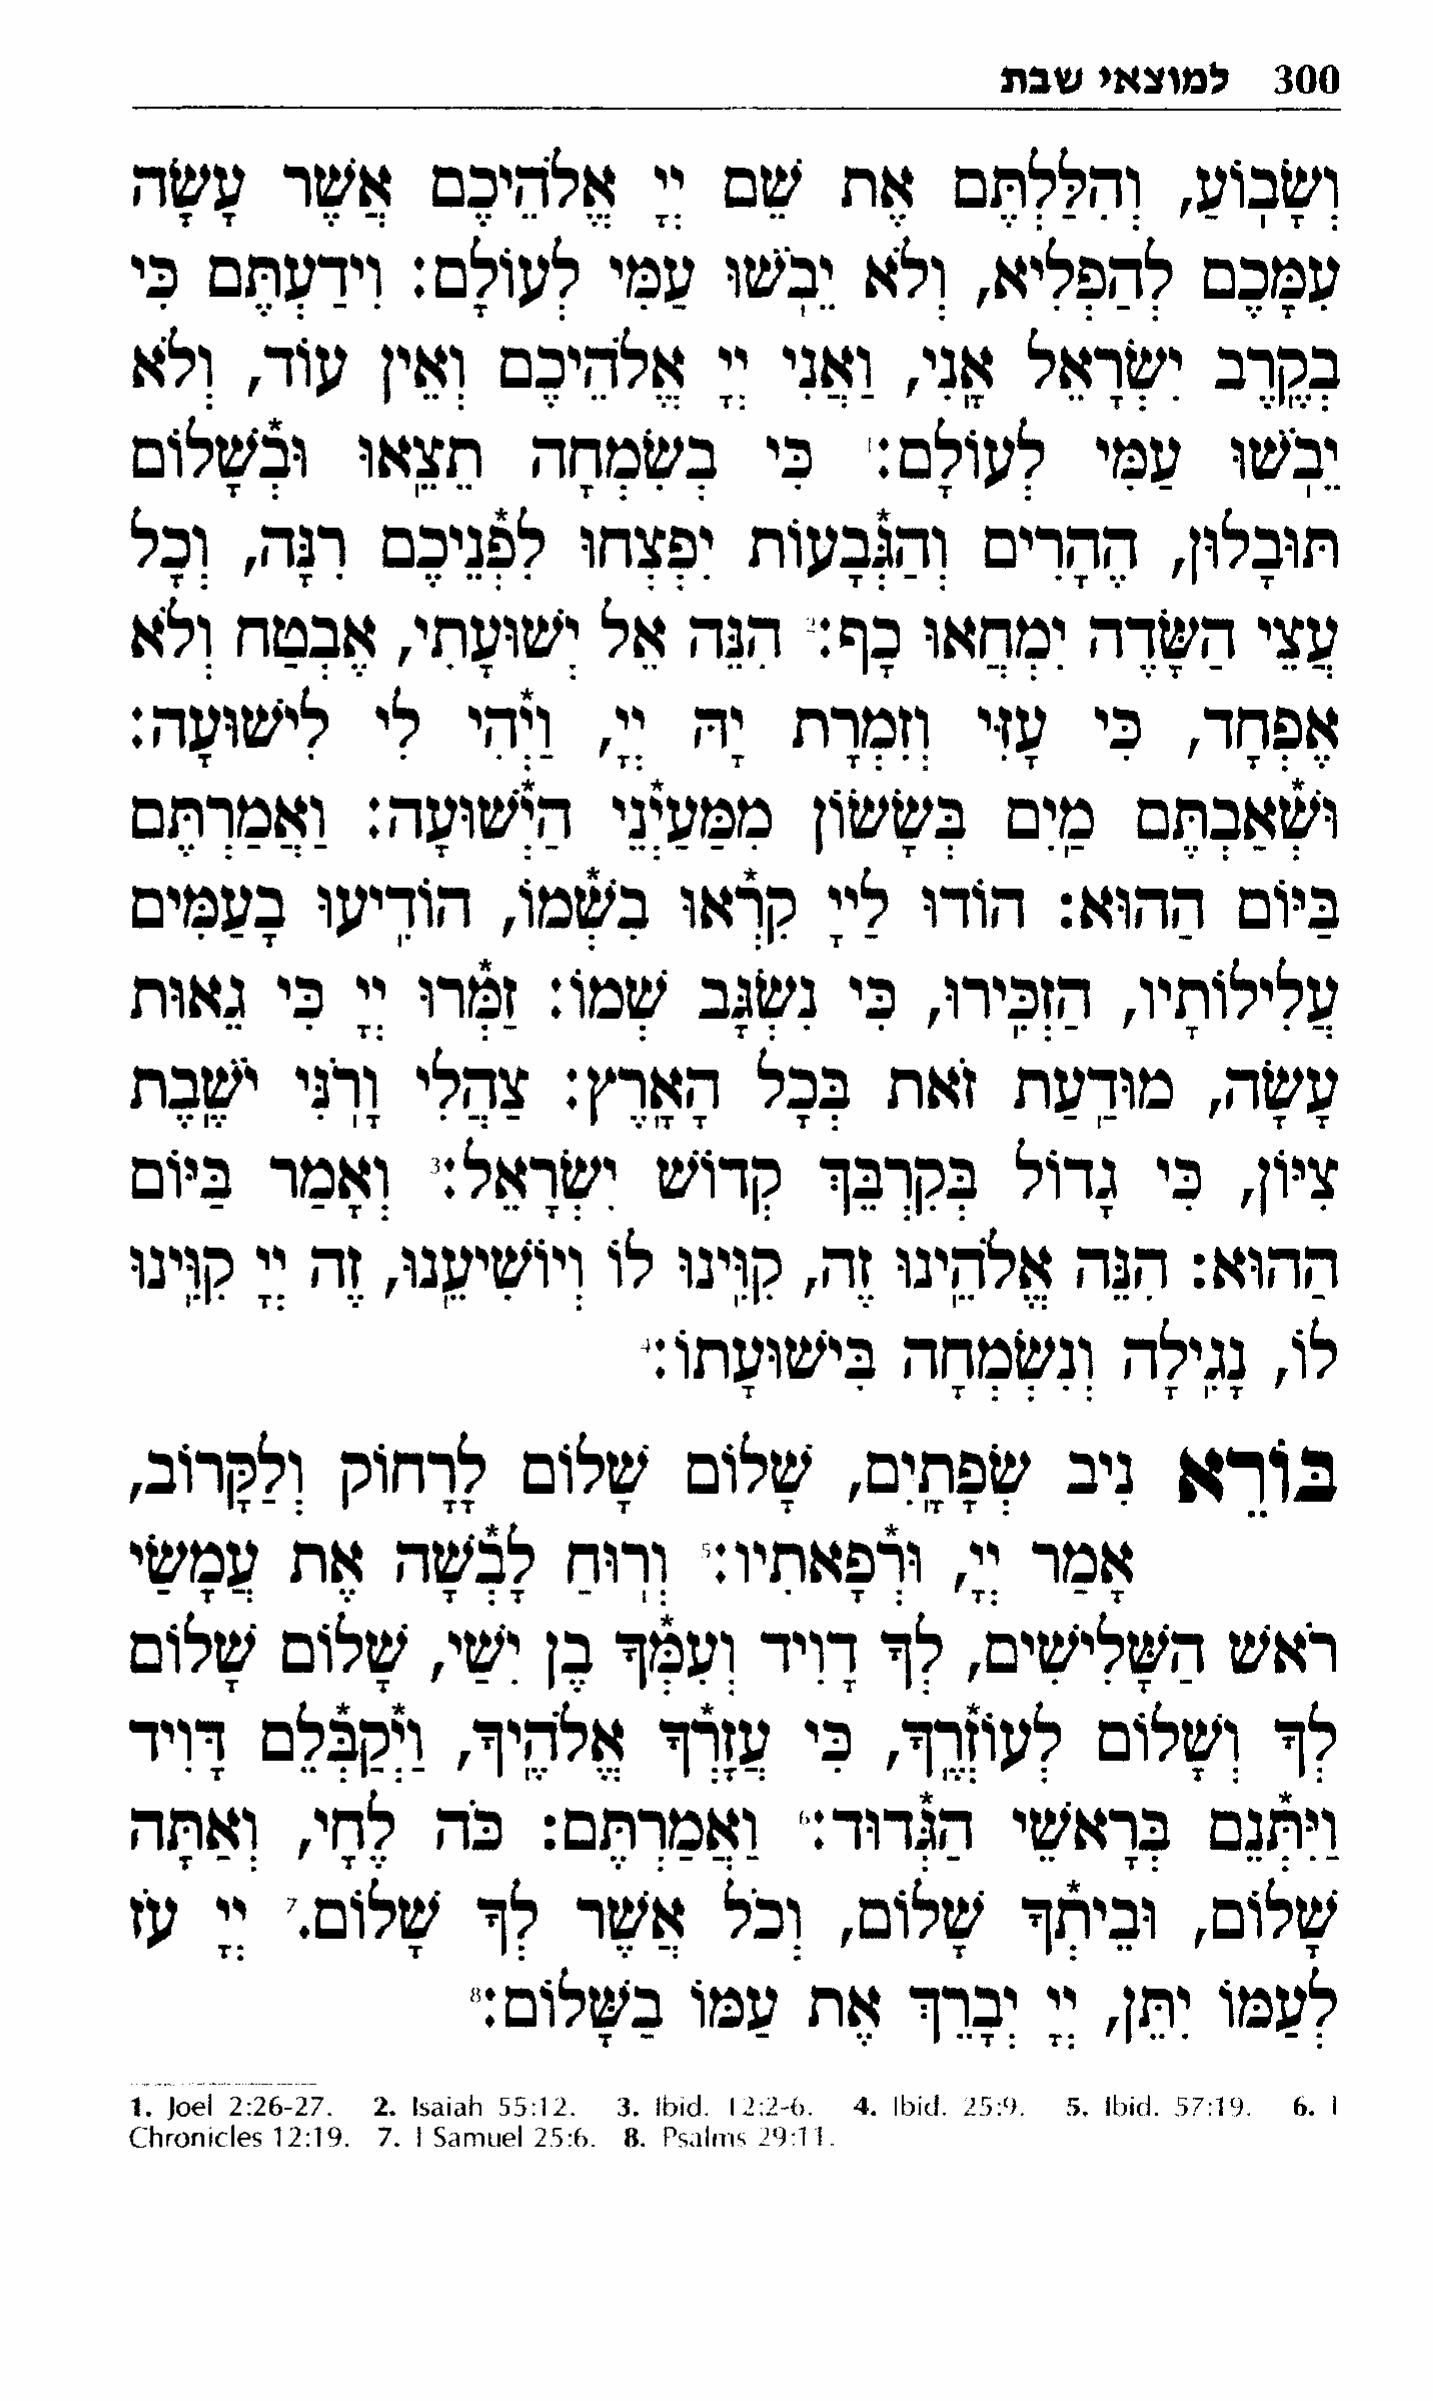 300 למוצאי שבת
וְשָׂבֽוֹעַ, וְהִלַּלְתֶּם אֶת שֵׁם יְיָ אֱלֹהֵיכֶם אֲשֶׁר עָשָׂה
עִמָּכֶם לְהַפְלִיא, וְלֹא יֵבֽשׁוּ עַמִּי לְעוֹלָם: וִידַעְתֶּם כִּי
בְקֶֽרֶב יִשְׂרָאֵל אָֽנִי, וַאֲנִי יְיָ אֱלֹהֵיכֶם וְאֵין עוֹד, וְלֹא
יֵבֽשׁוּ עַמִּי לְעוֹלָם:¹ כִּי בְשִׂמְחָה תֵצֵֽאוּ וּבְ֯שָׁלוֹם
תּוּבָלוּן, הֶהָרִים וְהַגְּ֯בָעוֹת יִפְצְחוּ לִפְ֯נֵיכֶם רִנָּה, וְכָל
עֲצֵי הַשָּׂדֶה יִמְחֲאוּ כָף:² הִנֵּה אֵל יְשׁוּעָתִי, אֶבְטַח וְלֹא
אֶפְחָד, כִּי עָזִּי וְזִמְרָת יָהּ יְיָ, וַיְ֯הִי לִי לִישׁוּעָה:
וּשְׁ֯אַבְתֶּם מַֽיִם בְּשָׂשׂוֹן מִמַּעַיְ֯נֵי הַיְ֯שׁוּעָה: וַאֲמַרְתֶּם
בַּיּוֹם הַהוּא: הוֹדוּ לַייָ קִרְ֯אוּ בִשְׁ֯מוֹ, הוֹדִֽיעוּ בָעַמִּים
עֲלִילוֹתָיו, הַזְכִּֽירוּ, כִּי נִשְׂגָּב שְׁמוֹ: זַמְּ֯רוּ יְיָ כִּי גֵאוּת
עָשָׂה, מוּדַֽעַת זֹאת בְּכָל הָאָֽרֶץ: צַהֲלִי וָרֹֽנִּי יוֹשֶֽׁבֶת
צִיּוֹן, כִּי גָדוֹל בְּקִרְבֵּךְ קְדוֹשׁ יִשְׂרָאֵל:³ וְאָמַר בַּיּוֹם
הַהוּא: הִנֵּה אֱלֹהֵֽינוּ זֶה, קִוִּֽינוּ לוֹ וְיוֹשִׁיעֵֽנוּ, זֶה יְיָ קִוִּֽינוּ
לוֹ, נָגִֽילָה וְנִשְׂמְחָה בִּישׁוּעָתוֹ:⁴
בּוֹרֵא נִיב שְׂפָתָֽיִם, שָׁלוֹם שָׁלוֹם לָרָחוֹק וְלַקָּרוֹב,
אָמַר יְיָ, וּרְ֯פָאתִיו:⁵ וְרֽוּחַ לָבְ֯שָׁה אֶת עֲמָשַׂי
רֹאשׁ הַשָּׁלִישִׁים, לְךָ דָוִיד וְעִמְּ֯ךָ בֶן יִשַׁי, שָׁלוֹם שָׁלוֹם
לְךָ וְשָׁלוֹם לְעוֹזְ֯רֶֽךָ, כִּי עֲזָרְ֯ךָ אֱלֹהֶֽיךָ, וַיְ֯קַבְּ֯לֵם דָּוִיד
וַיִּתְּ֯נֵם בְּרָאשֵׁי הַגְּ֯דוּד:⁶ וַאֲמַרְתֶּם: כֹּה לֶחָי, וְאַתָּה
שָׁלוֹם, וּבֵיתְ֯ךָ שָׁלוֹם, וְכֹל אֲשֶׁר לְךָ שָׁלוֹם.⁷ יְיָ עֹז
לְעַמּוֹ יִתֵּן, יְיָ יְבָרֵךְ אֶת עַמּוֹ בַשָּׁלוֹם:⁸
1. Joel 2:26-27. 2. Isaiah 55:12. 3. Ibid. 12:2-6. 4. Ibid. 25:9. 5. Ibid. 57:19. 6. I
Chronicles 12:19. 7. I Samuel 25:6. 8. Psalms 29:11.